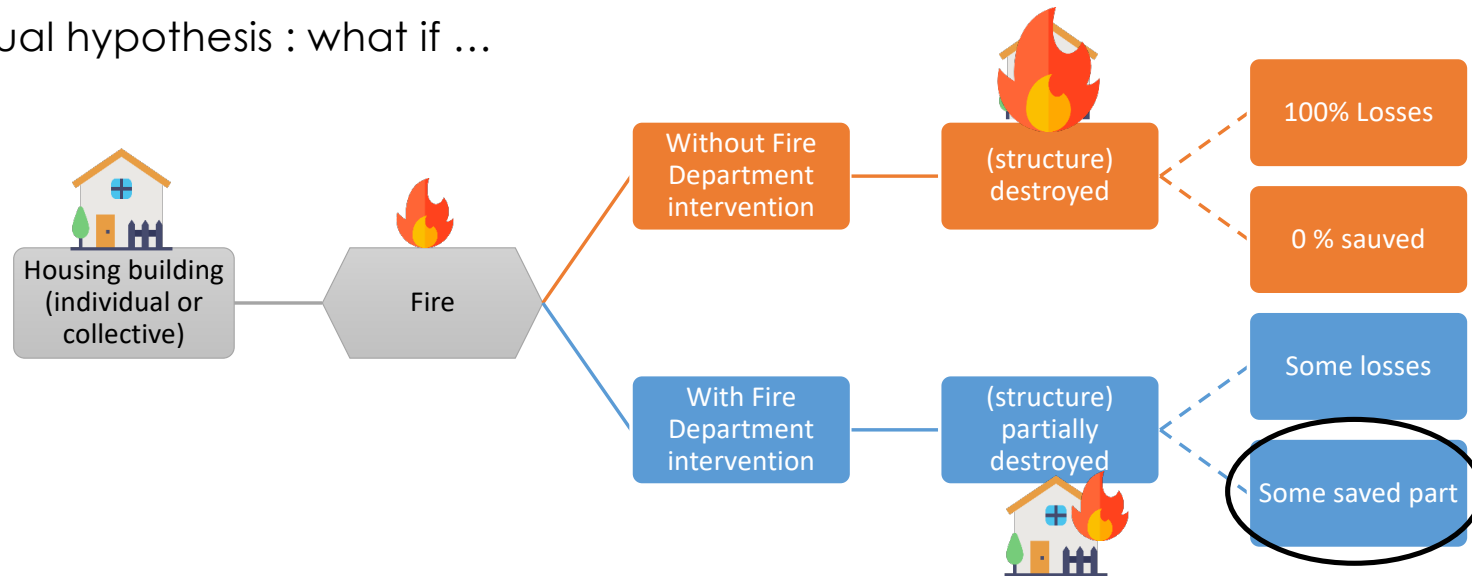 ual hypothesis : what if …
Housing building
(individual or
collective)
Fire
Without Fire
Department
intervention
(structure)
destroyed
100% Losses
0 % sauved
With Fire
Department
intervention
(structure)
partially
destroyed
Some losses
Some saved part